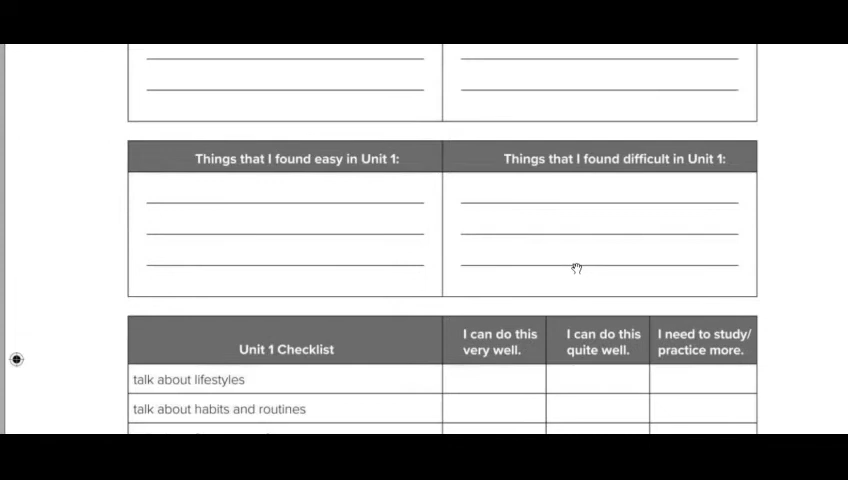 Things that I found easy in Unit 1:
Things that I found difficult in Unit 1:
Unit 1 Checklist
I can do this
very well.
I can do this
quite well.
I need to study/
practice more.
talk about lifestyles
talk about habits and routines